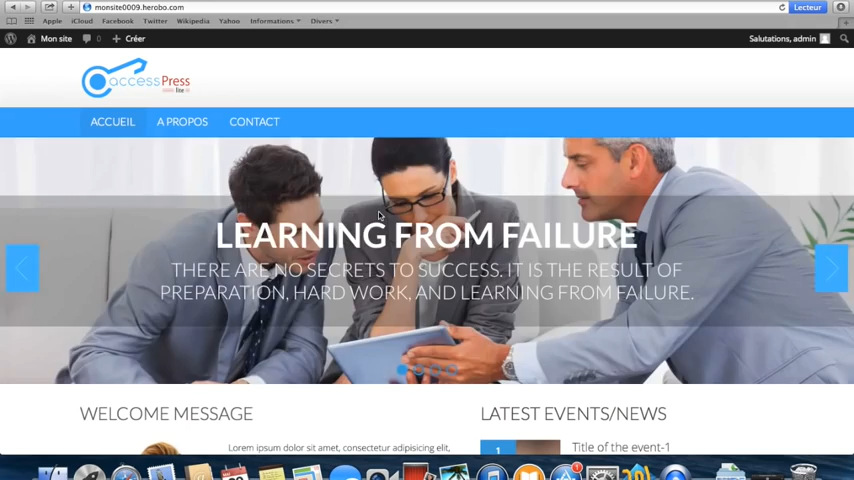 monsite0009.herobo.com
Lecteur
Apple iCloud Facebook Twitter Wikipedia Yahoo Informations Divers
Mon site 0 Créer Salutations, admin
accessPress
lite
ACCUEIL A PROPOS CONTACT
LEARNING FROM FAILURE
THERE ARE NO SECRETS TO SUCCESS. IT IS THE RESULT OF
PREPARATION, HARD WORK, AND LEARNING FROM FAILURE.
WELCOME MESSAGE
LATEST EVENTS/NEWS
Lorem ipsum dolor sit amet, consectetur adipisicing elit,
1
Title of the event-1